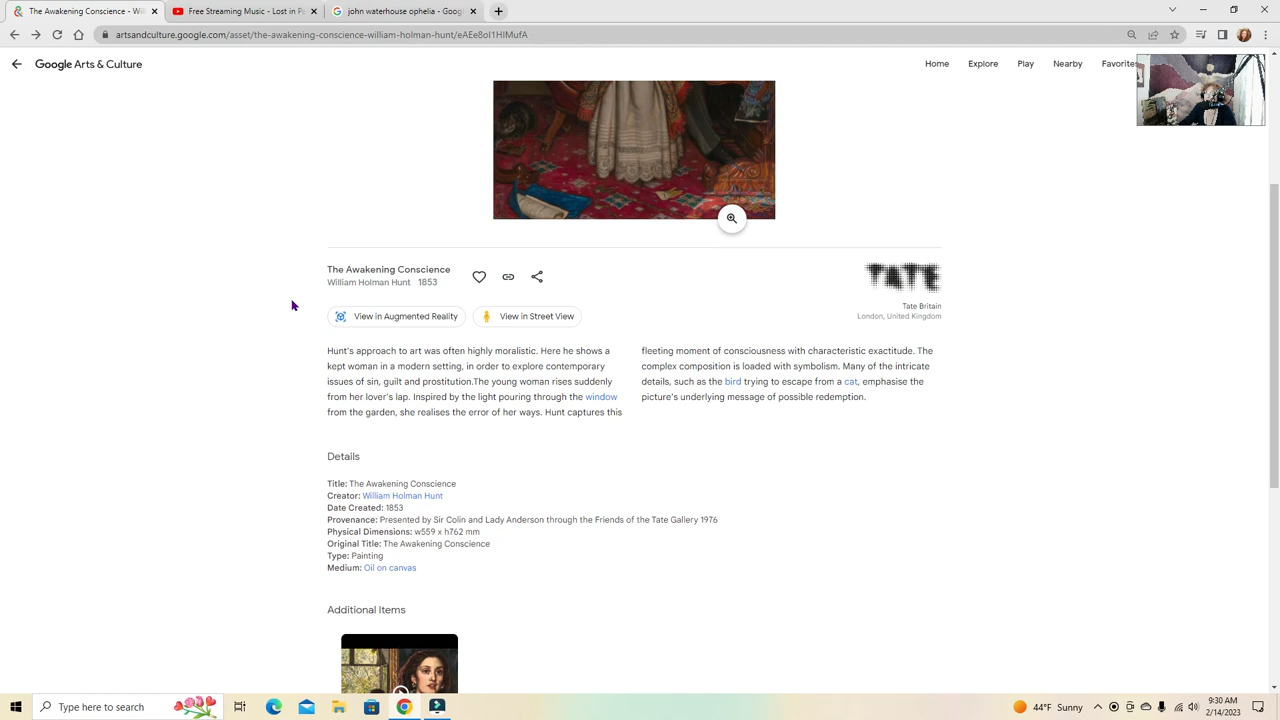 The Awakening Conscience - Wil
Free Streaming Music - Lost in Pa
john waterhouse ophelia - Googl
artsandculture.google.com/asset/the-awakening-conscience-william-holman-hunt/eAEe8oI1HIMufA
Google Arts & Culture
Home Explore Play Nearby Favorites
The Awakening Conscience
William Holman Hunt 1853
TATE
Tate Britain
London, United Kingdom
View in Augmented Reality View in Street View
Hunt's approach to art was often highly moralistic. Here he shows a
kept woman in a modern setting, in order to explore contemporary
issues of sin, guilt and prostitution.The young woman rises suddenly
from her lover's lap. Inspired by the light pouring through the window
from the garden, she realises the error of her ways. Hunt captures this
fleeting moment of consciousness with characteristic exactitude. The
complex composition is loaded with symbolism. Many of the intricate
details, such as the bird trying to escape from a cat, emphasise the
picture's underlying message of possible redemption.
Details
Title: The Awakening Conscience
Creator: William Holman Hunt
Date Created: 1853
Provenance: Presented by Sir Colin and Lady Anderson through the Friends of the Tate Gallery 1976
Physical Dimensions: w559 x h762 mm
Original Title: The Awakening Conscience
Type: Painting
Medium: Oil on canvas
Additional Items
Type here to search
44°F Sunny
9:30 AM
2/14/2023